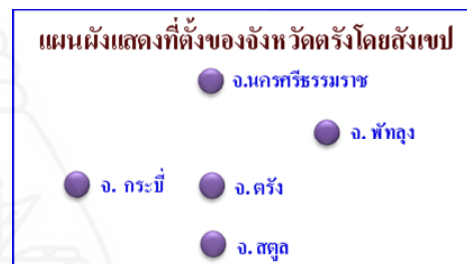 แผนผังแสดงที่ตั้งของจังหวัดตรังโดยสังเขป
จ.นครศรีธรรมราช
จ. พัทลุง
จ. กระบี่
จ.ตรัง
จ. สตูล